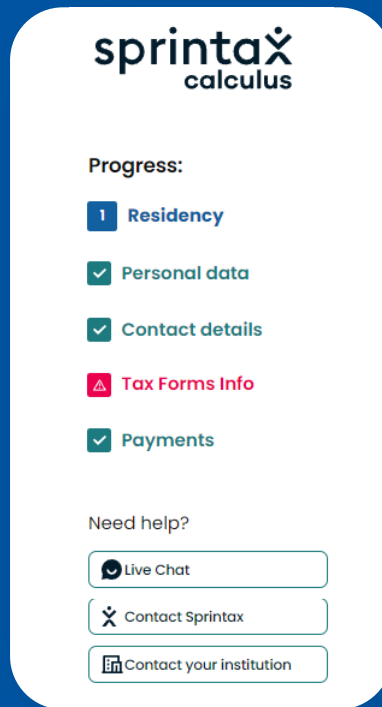 sprintax
calculus
Progress:
1 Residency
Personal data
Contact details
Tax Forms Info
Payments
Need help?
Live Chat
Contact Sprintax
Contact your institution